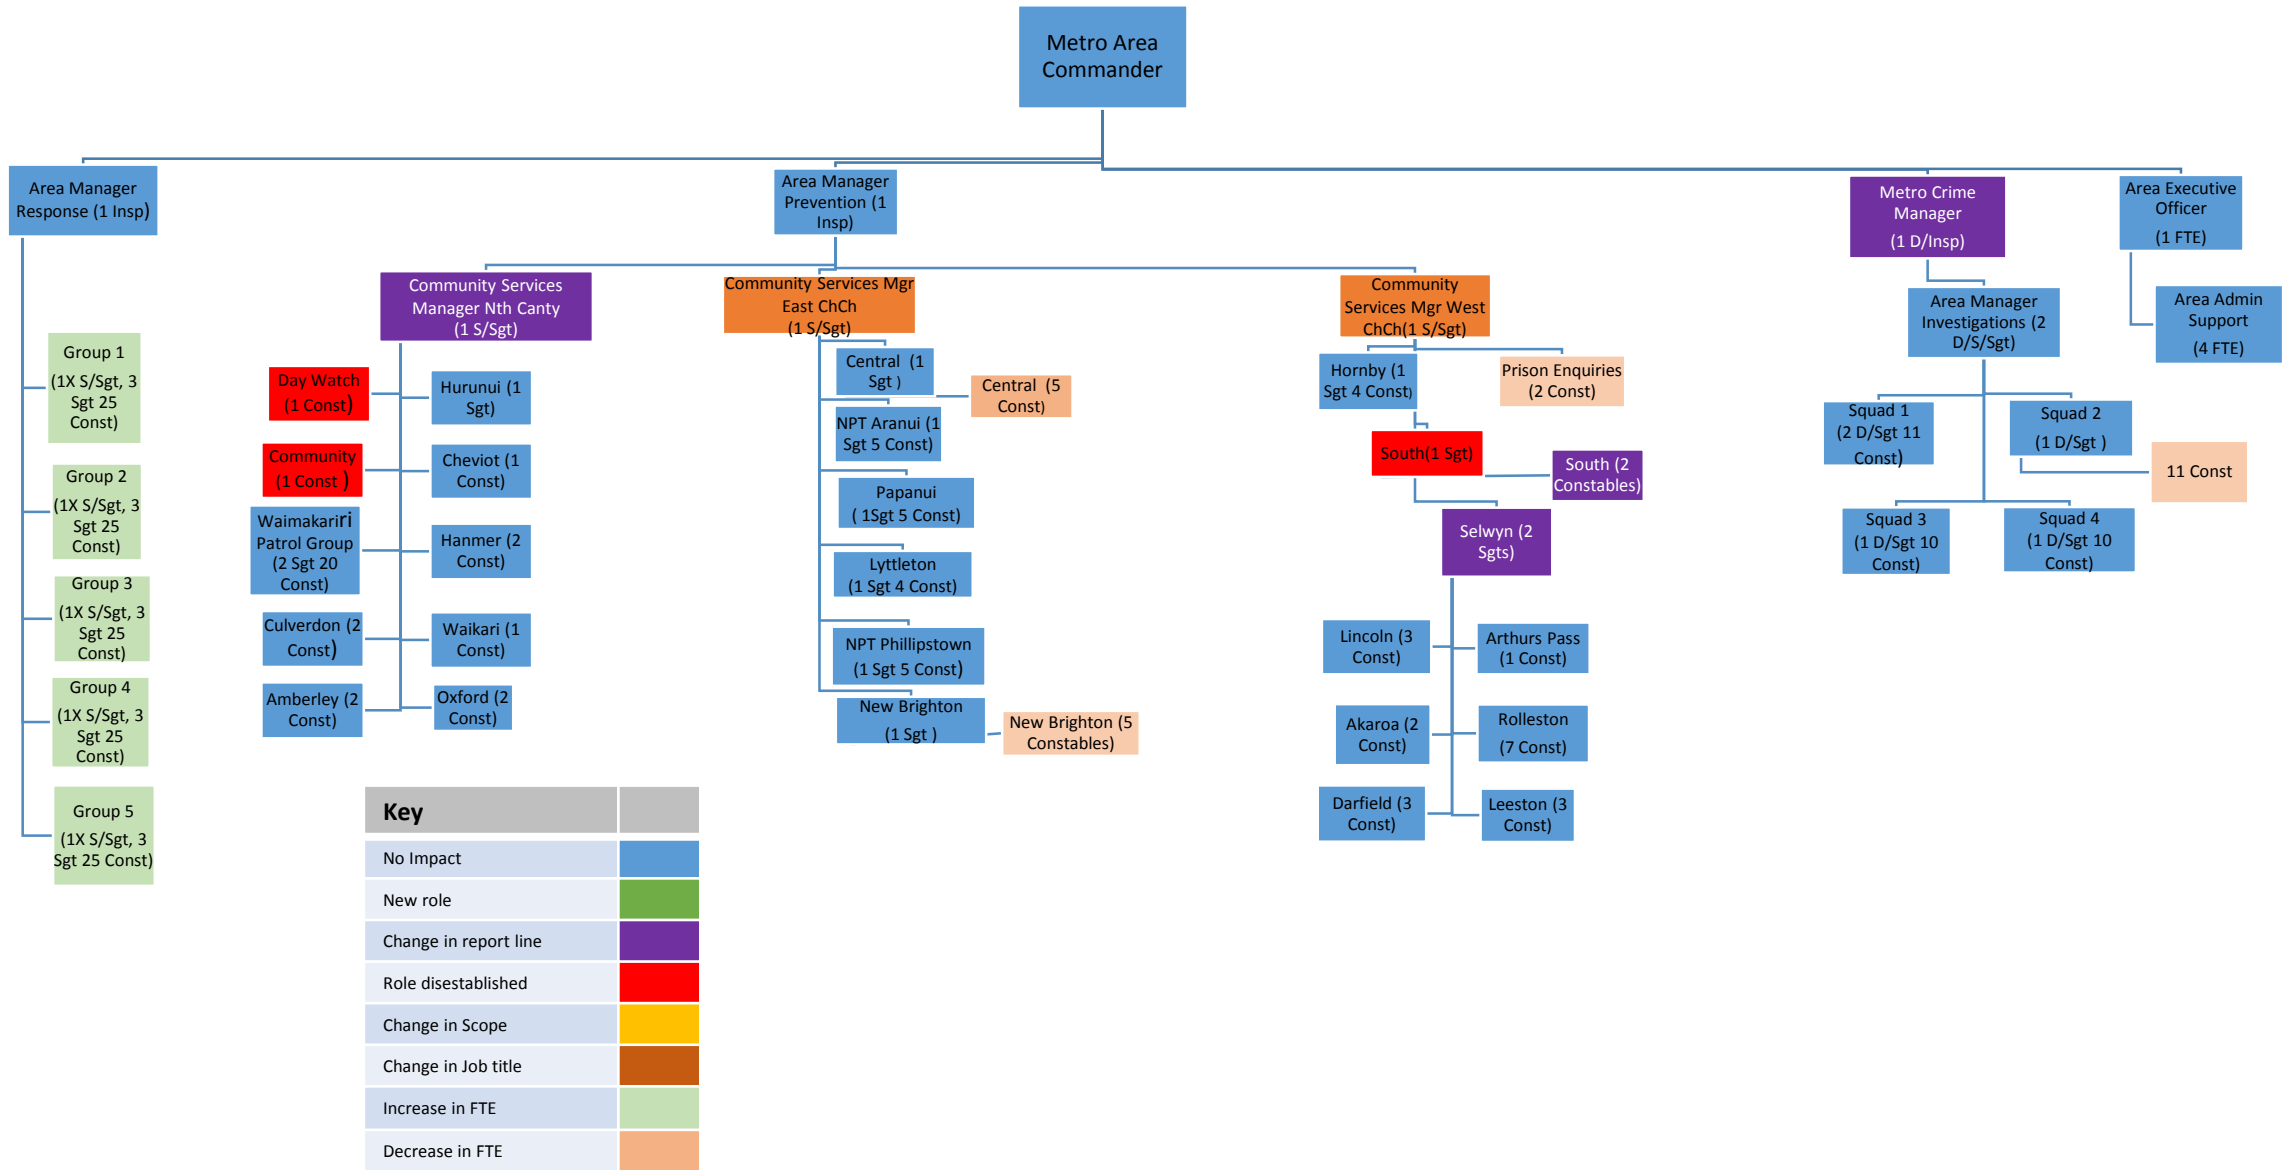 Metro Area
Commander
Area Manager
Response (1 Insp)
Area Manager
Prevention (1
Insp)
Metro Crime
Manager
(1 D/Insp)
Area Executive
Officer
(1 FTE)
Community Services
Manager Nth Canty
(1 S/Sgt)
Community Services Mgr
East ChCh
(1 S/Sgt)
Community
Services Mgr West
ChCh(1 S/Sgt)
Area Manager
Investigations (2
D/S/Sgt)
Area Admin
Support
(4 FTE)
Group 1
(1X S/Sgt, 3
Sgt 25
Const)
Group 2
(1X S/Sgt, 3
Sgt 25
Const)
Group 3
(1X S/Sgt, 3
Sgt 25
Const)
Group 4
(1X S/Sgt, 3
Sgt 25
Const)
Group 5
(1X S/Sgt, 3
Sgt 25 Const)
Day Watch
(1 Const)
Hurunui (1
Sgt)
Community
(1 Const )
Cheviot (1
Const)
Waimakariri
Patrol Group
(2 Sgt 20
Const)
Hanmer (2
Const)
Culverdon (2
Const)
Waikari (1
Const)
Amberley (2
Const)
Oxford (2
Const)
Central (1
Sgt )
Central (5
Const)
NPT Aranui (1
Sgt 5 Const)
Papanui
( 1Sgt 5 Const)
Lyttleton
(1 Sgt 4 Const)
NPT Phillipstown
(1 Sgt 5 Const)
New Brighton
(1 Sgt )
New Brighton (5
Constables)
Hornby (1
Sgt 4 Const)
Prison Enquiries
(2 Const)
South(1 Sgt)
South (2
Constables)
Selwyn (2
Sgts)
Lincoln (3
Const)
Arthurs Pass
(1 Const)
Akaroa (2
Const)
Rolleston
(7 Const)
Darfield (3
Const)
Leeston (3
Const)
Squad 1
(2 D/Sgt 11
Const)
Squad 2
(1 D/Sgt )
11 Const
Squad 3
(1 D/Sgt 10
Const)
Squad 4
(1 D/Sgt 10
Const)
Key
No Impact
New role
Change in report line
Role disestablished
Change in Scope
Change in Job title
Increase in FTE
Decrease in FTE